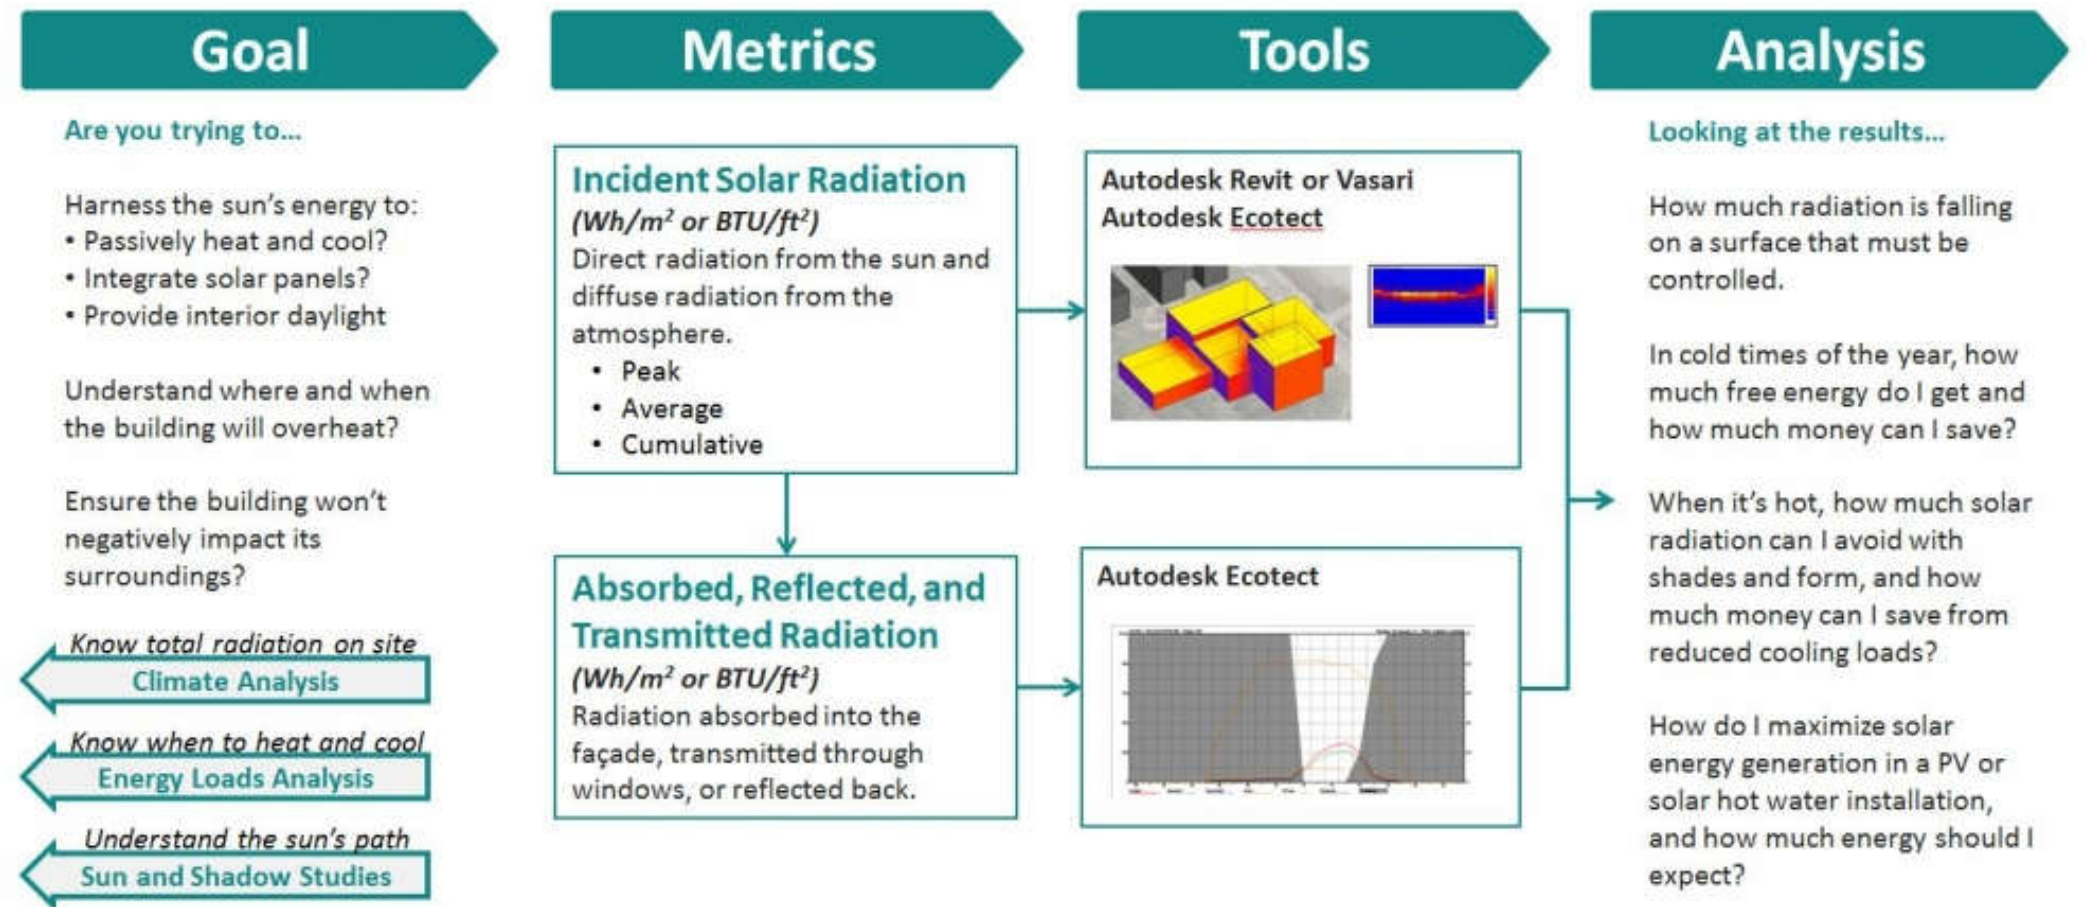 Goal
Are you trying to...
Harness the sun's energy to:
• Passively heat and cool?
• Integrate solar panels?
• Provide interior daylight
Understand where and when
the building will overheat?
Ensure the building won't
negatively impact its
surroundings?
Know total radiation on site
Climate Analysis
Know when to heat and cool
Energy Loads Analysis
Understand the sun's path
Sun and Shadow Studies
Metrics
Incident Solar Radiation
(Wh/m² or BTU/ft²)
Direct radiation from the sun and
diffuse radiation from the
atmosphere.
• Peak
• Average
• Cumulative
Absorbed, Reflected, and
Transmitted Radiation
(Wh/m² or BTU/ft²)
Radiation absorbed into the
façade, transmitted through
windows, or reflected back.
Tools
Autodesk Revit or Vasari
Autodesk Ecotect
Autodesk Ecotect
Analysis
Looking at the results...
How much radiation is falling
on a surface that must be
controlled.
In cold times of the year, how
much free energy do I get and
how much money can I save?
When it's hot, how much solar
radiation can I avoid with
shades and form, and how
much money can I save from
reduced cooling loads?
How do I maximize solar
energy generation in a PV or
solar hot water installation,
and how much energy should I
expect?